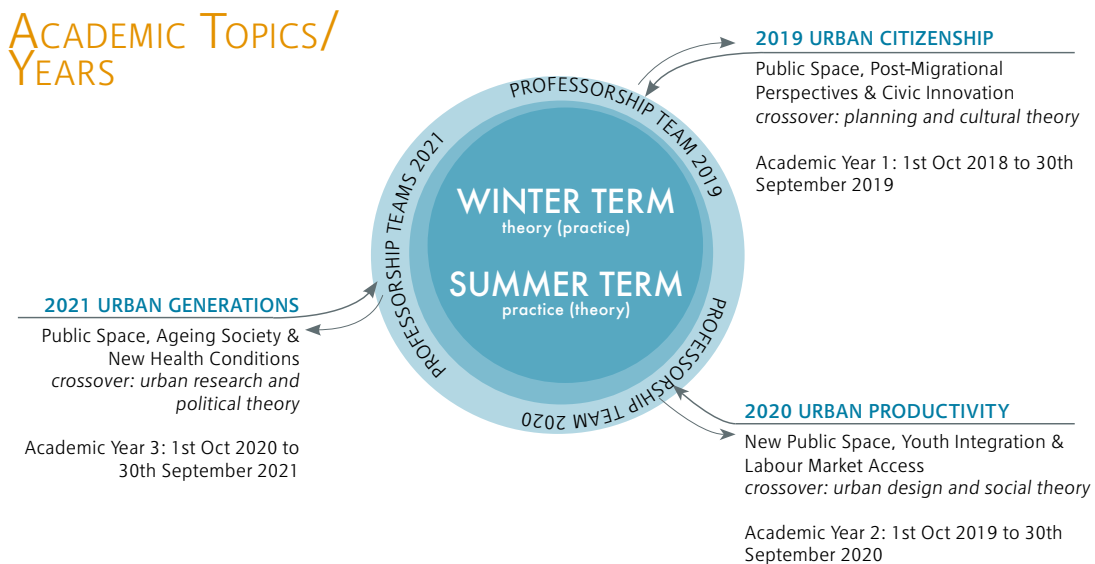 ACADEMIC TOPICS/
YEARS
2019 URBAN CITIZENSHIP
Public Space, Post-Migrational
Perspectives & Civic Innovation
crossover: planning and cultural theory
Academic Year 1: 1st Oct 2018 to 30th
September 2019
PROFESSORSHIP TEAM 2019
PROFESSORSHIP TEAMS 2021
WINTER TERM
theory (practice)
SUMMER TERM
practice (theory)
PROFESSORSHIP TEAM 2020
2021 URBAN GENERATIONS
Public Space, Ageing Society &
New Health Conditions
crossover: urban research and
political theory
Academic Year 3: 1st Oct 2020 to
30th September 2021
2020 URBAN PRODUCTIVITY
New Public Space, Youth Integration &
Labour Market Access
crossover: urban design and social theory
Academic Year 2: 1st Oct 2019 to 30th
September 2020